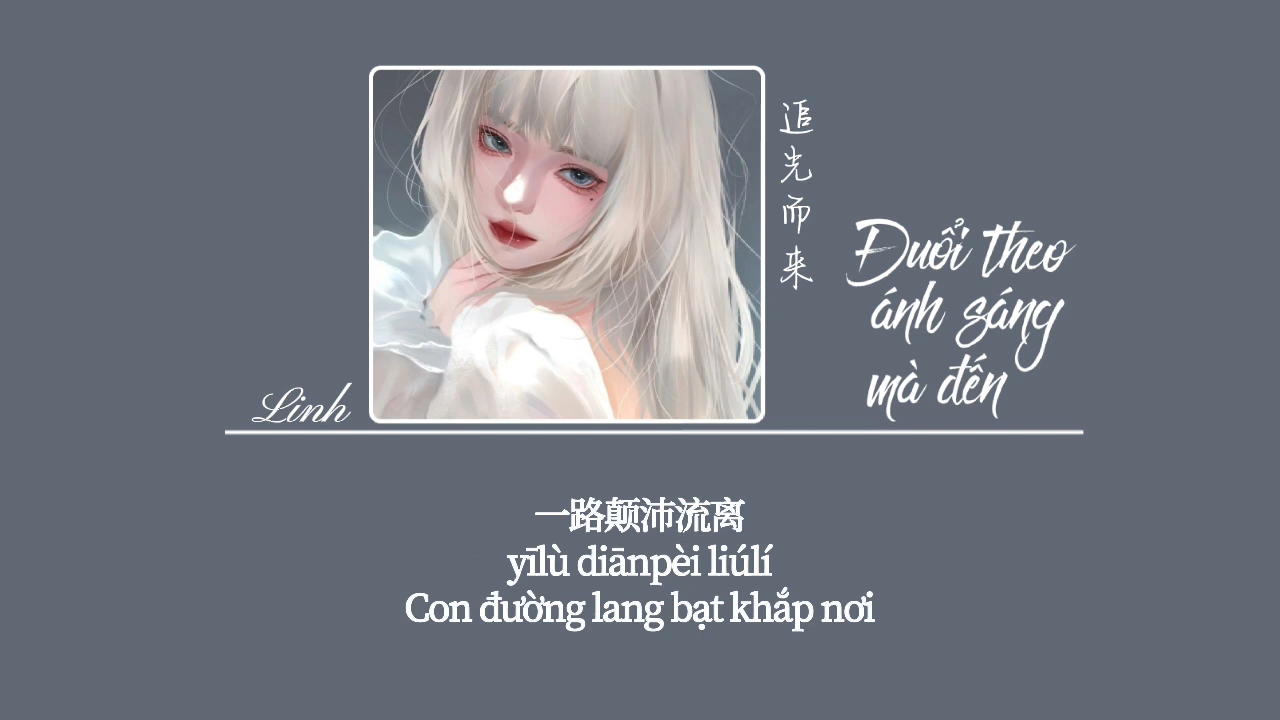 追光而来
Đuổi theo
ánh sáng
mà đến
Linh
一路颠沛流离
yīlù diānpèi liúlí
Con đường lang bạt khắp nơi